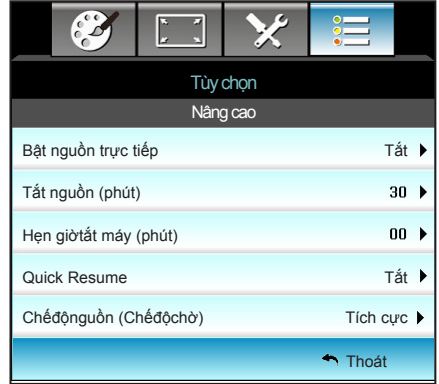 Tùy chọn
Nâng cao
Bật nguồn trực tiếp Tắt
Tắt nguồn (phút) 30
Hẹn giờtắt máy (phút) 00
Quick Resume Tắt
Chếđộnguồn (Chếđộchờ) Tích cực
Thoát